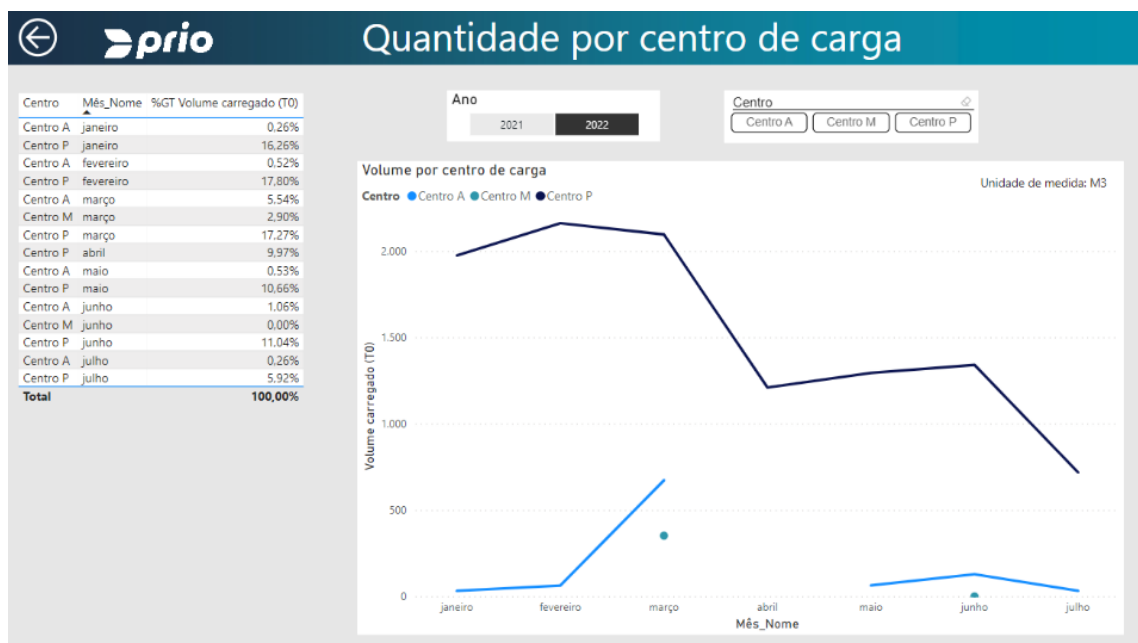 prio
Quantidade por centro de carga
Centro Mês_Nome %GT Volume carregado (T0)
Centro A janeiro 0,26%
Centro P janeiro 16,26%
Centro A fevereiro 0,52%
Centro P fevereiro 17,80%
Centro A março 5,54%
Centro M março 2,90%
Centro P março 17,27%
Centro P abril 9,97%
Centro A maio 0,53%
Centro P maio 10,66%
Centro A junho 1,06%
Centro M junho 0,00%
Centro P junho 11,04%
Centro A julho 0,26%
Centro P julho 5,92%
Total 100,00%
Ano
2021 2022
Centro
Centro A Centro M Centro P
Volume por centro de carga
Unidade de medida: M3
Centro Centro A Centro M Centro P
Volume carregado (T0)
2.000
1.500
1.000
500
0
janeiro fevereiro março abril maio junho julho
Mês_Nome